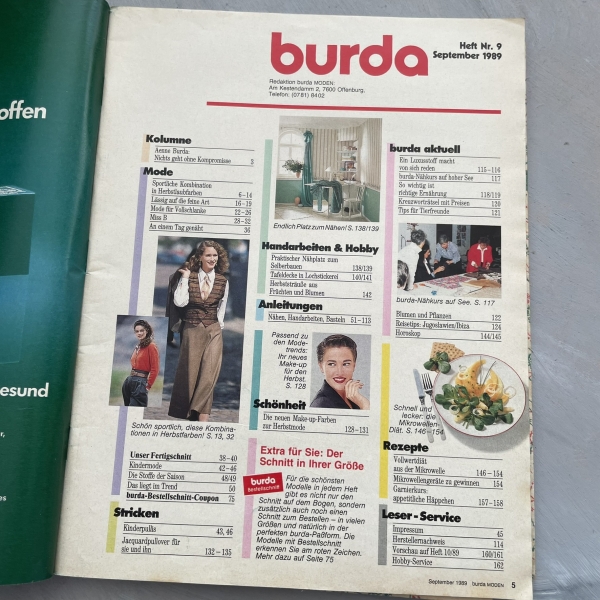 offen
esund
burda
Heft Nr. 9
September 1989
Redaktion burda MODEN:
Am Kestendamm 2, 7600 Offenburg,
Telefon: (0781) 8402
Kolumne
Aenne Burda:
Nichts geht ohne Kompromisse 3
Mode
Sportliche Kombination
in Herbstlaubfarben 6–14
Lässig auf die feine Art 16–19
Mode für Vollschlanke 22–26
Miss B 28–32
An einem Tag genäht 36
Schön sportlich, diese Kombina-
tionen in Herbstfarben! S. 13, 32
Unser Fertigschnitt 38–40
Kindermode 42–46
Die Stoffe der Saison 48/49
Das liegt im Trend 50
burda-Bestellschnitt-Coupon 75
Stricken
Kinderpullis 43, 46
Jacquardpullover für
sie und ihn 132–135
Endlich Platz zum Nähen! S. 138/139
Handarbeiten & Hobby
Praktischer Nähplatz zum
Selberbauen 138/139
Tafeldecke in Lochstickerei 140/141
Herbststräuße aus
Früchten und Blumen 142
Anleitungen
Nähen, Handarbeiten, Basteln 51–113
Passend zu
den Mode-
trends:
Ihr neues
Make-up
für den
Herbst.
S. 128
Schönheit
Die neuen Make-up-Farben
zur Herbstmode 128–131
Extra für Sie: Der
Schnitt in Ihrer Größe
burda
Bestellschnitt
Für die schönsten
Modelle in jedem Heft
gibt es nicht nur den
Schnitt auf dem Bogen, sondern
zusätzlich auch noch einen
Schnitt zum Bestellen – in vielen
Größen und natürlich in der
perfekten burda-Paßform. Die
Modelle mit Bestellschnitt
erkennen Sie am roten Zeichen.
Mehr dazu auf Seite 75
burda aktuell
Ein Luxusstoff macht
von sich reden 115–116
burda-Nähkurs auf hoher See 117
So wichtig ist
richtige Ernährung 118/119
Kreuzworträtsel mit Preisen 120
Tips für Tierfreunde 121
burda-Nähkurs auf See. S. 117
Blumen und Pflanzen 122
Reisetips: Jugoslawien/Ibiza 124
Horoskop 144/145
Schnell und
lecker: die
Mikrowellen-
Diät. S. 146–154
Rezepte
Vollwertdiät
aus der Mikrowelle 146–154
Mikrowellengeräte zu gewinnen 154
Garnierkurs:
appetitliche Häppchen 157–158
Leser-Service
Impressum 45
Herstellernachweis 114
Vorschau auf Heft 10/89 160/161
Hobby-Service 162
September 1989 burda MODEN 5